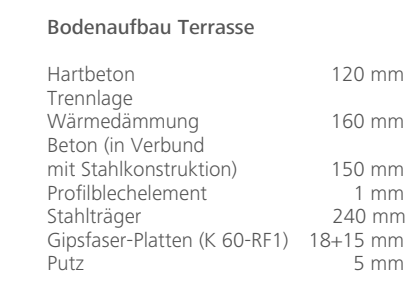 Bodenaufbau Terrasse
Hartbeton 120 mm
Trennlage
Wärmedämmung 160 mm
Beton (in Verbund
mit Stahlkonstruktion) 150 mm
Profilblechelement 1 mm
Stahlträger 240 mm
Gipsfaser-Platten (K 60-RF1) 18+15 mm
Putz 5 mm